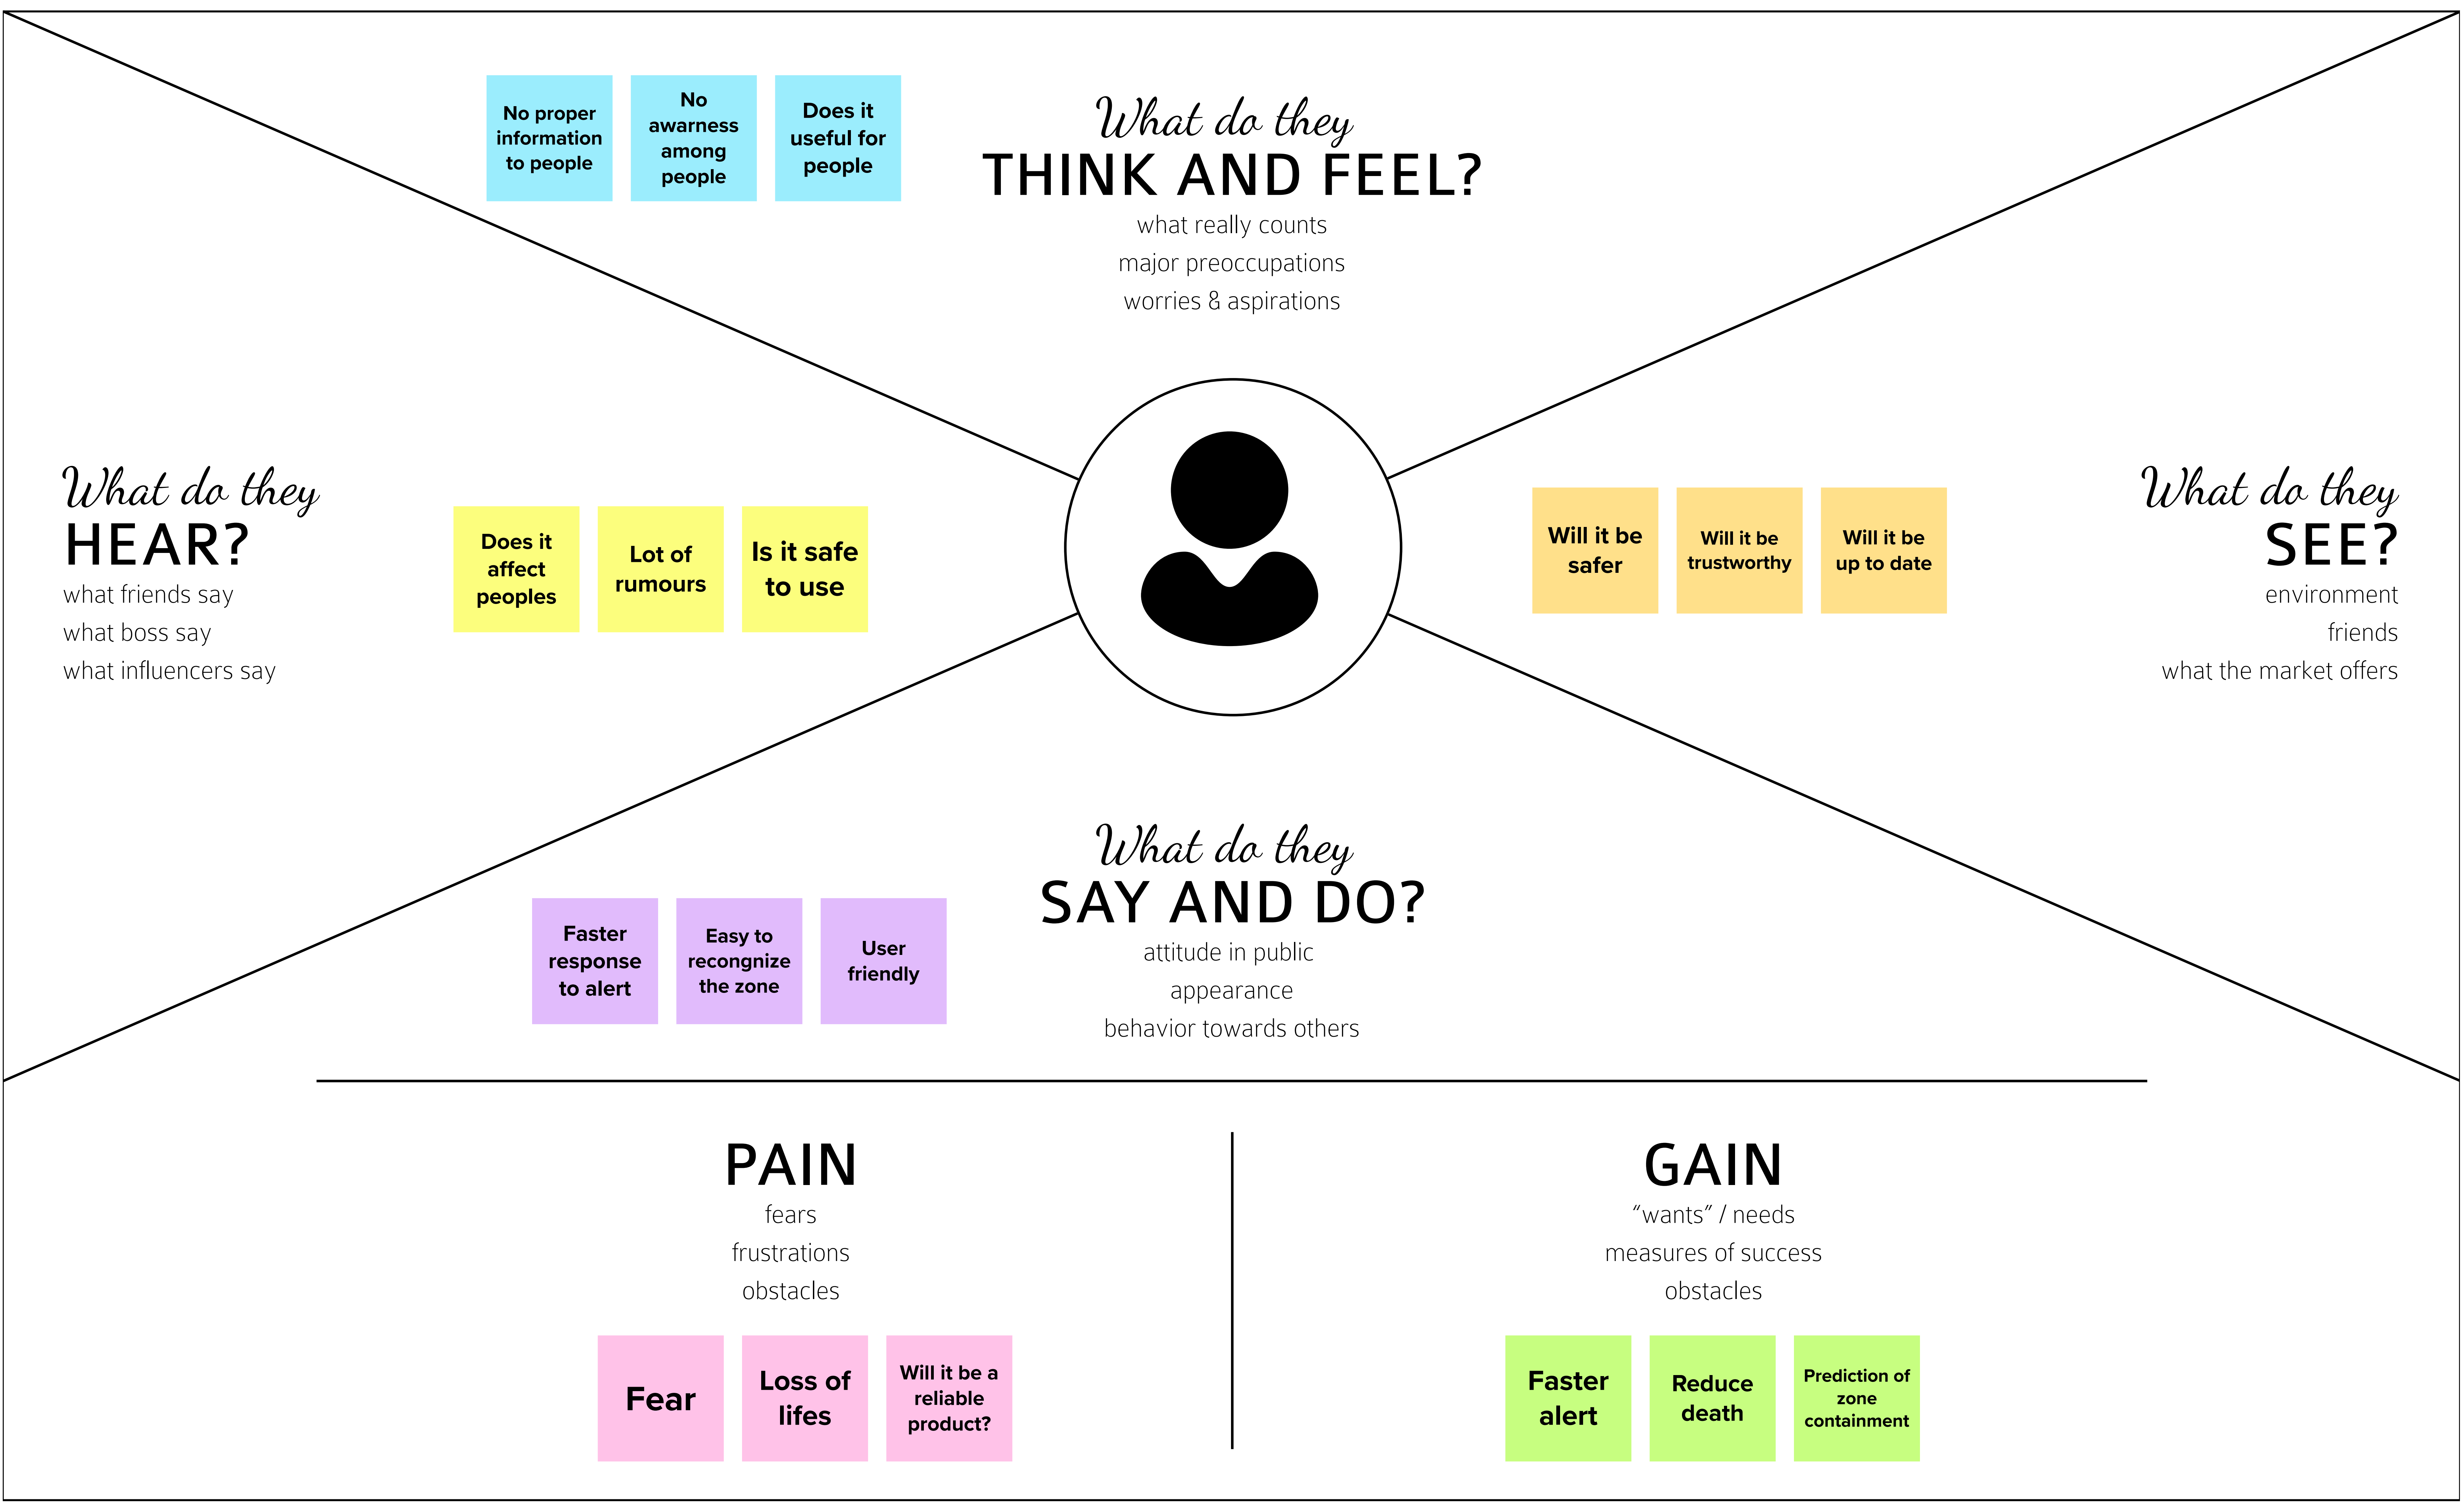 No proper
information
to people
No
awarness
among
people
Does it
useful for
people
What do they
THINK AND FEEL?
what really counts
major preoccupations
worries & aspirations
What do they
HEAR?
what friends say
what boss say
what influencers say
Does it
affect
peoples
Lot of
rumours
Is it safe
to use
Will it be
safer
Will it be
trustworthy
Will it be
up to date
What do they
SEE?
environment
friends
what the market offers
Faster
response
to alert
Easy to
recongnize
the zone
User
friendly
What do they
SAY AND DO?
attitude in public
appearance
behavior towards others
PAIN
fears
frustrations
obstacles
Fear
Loss of
lifes
Will it be a
reliable
product?
GAIN
“wants” / needs
measures of success
obstacles
Faster
alert
Reduce
death
Prediction of
zone
containment